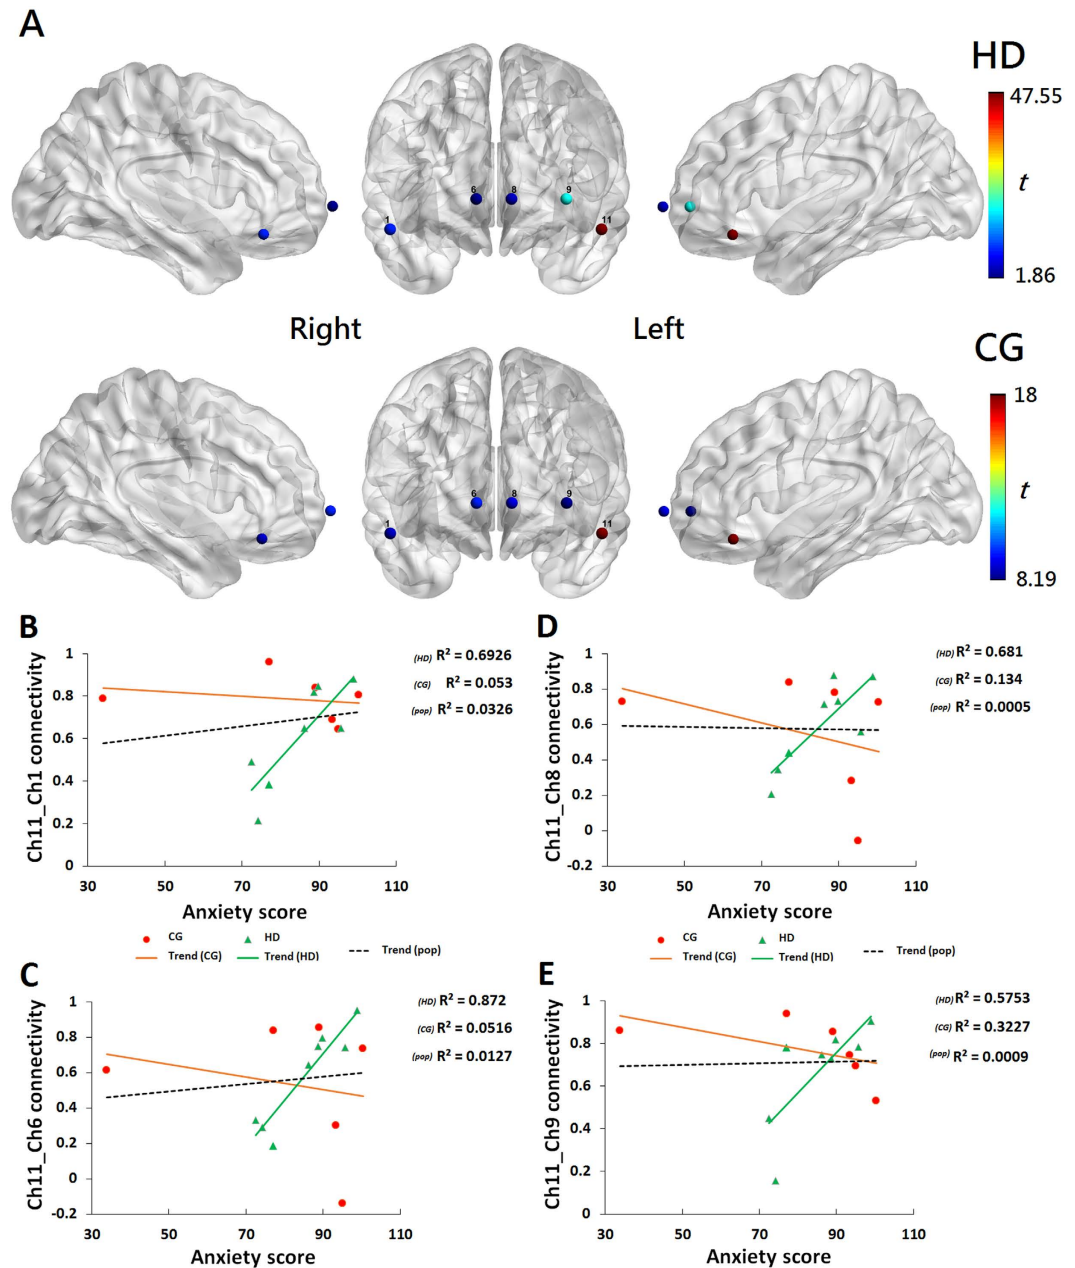 A
HD
47.55
t
1.86
6
8
9
1
11
Right
Left
CG
18
t
8.19
6
8
9
1
11
B
1
0.8
0.6
0.4
0.2
0
30
50
70
90
110
Ch11_Ch1 connectivity
Anxiety score
(HD) R² = 0.6926
(CG) R² = 0.053
(pop) R² = 0.0326
D
1
0.8
0.6
0.4
0.2
0
-0.2
30
50
70
90
110
Ch11_Ch8 connectivity
Anxiety score
(HD) R² = 0.681
(CG) R² = 0.134
(pop) R² = 0.0005
CG
HD
Trend (CG)
Trend (HD)
Trend (pop)
CG
HD
Trend (CG)
Trend (HD)
Trend (pop)
C
1
0.8
0.6
0.4
0.2
0
-0.2
30
50
70
90
110
Ch11_Ch6 connectivity
Anxiety score
(HD) R² = 0.872
(CG) R² = 0.0516
(pop) R² = 0.0127
E
1
0.8
0.6
0.4
0.2
0
30
50
70
90
110
Ch11_Ch9 connectivity
Anxiety score
(HD) R² = 0.5753
(CG) R² = 0.3227
(pop) R² = 0.0009